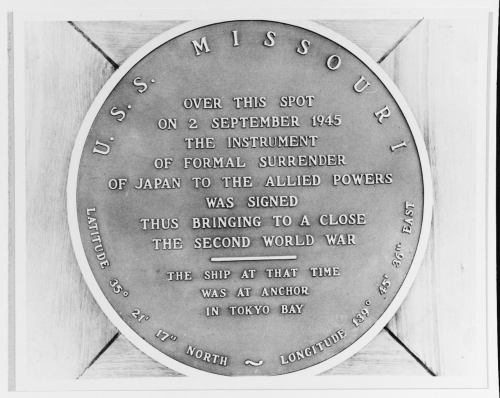 U.S.S. MISSOURI
OVER THIS SPOT
ON 2 SEPTEMBER 1945
THE INSTRUMENT
OF FORMAL SURRENDER
OF JAPAN TO THE ALLIED POWERS
WAS SIGNED
THUS BRINGING TO A CLOSE
THE SECOND WORLD WAR
THE SHIP AT THAT TIME
WAS AT ANCHOR
IN TOKYO BAY
LATITUDE 35° 21' 17" NORTH ~ LONGITUDE 139° 45' 36" EAST